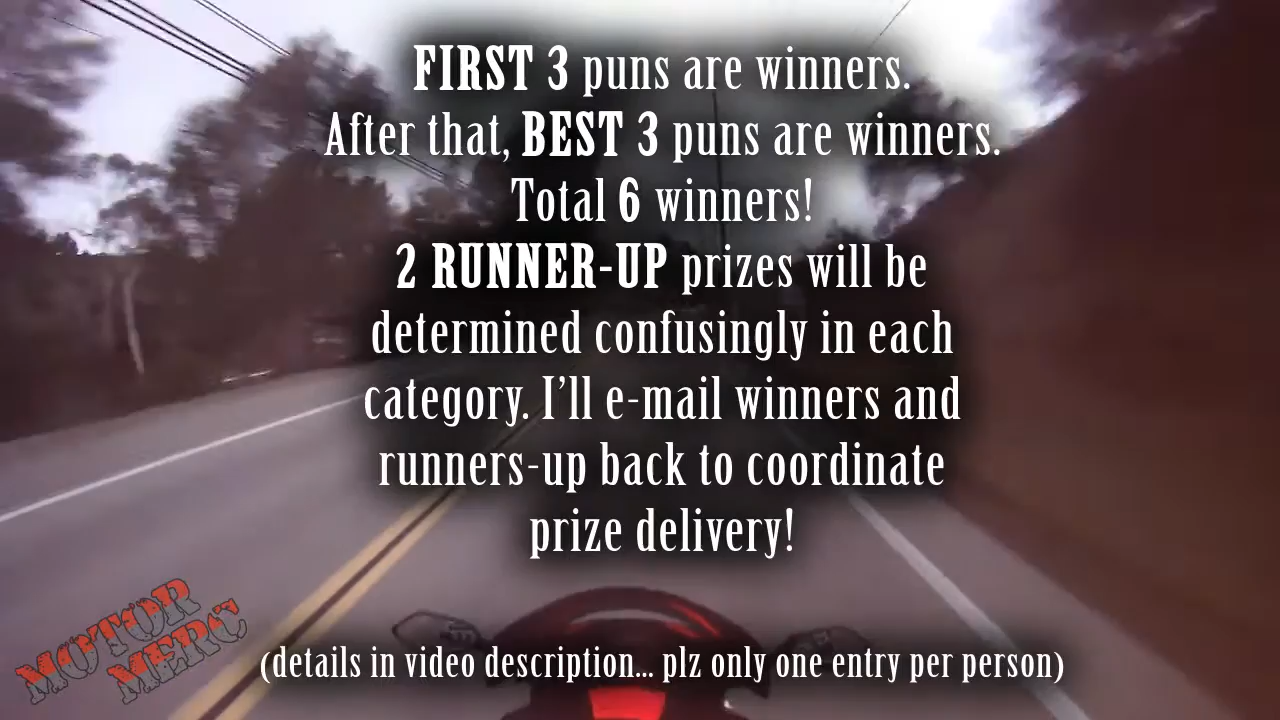 FIRST 3 puns are winners.
After that, BEST 3 puns are winners.
Total 6 winners!
2 RUNNER-UP prizes will be
determined confusingly in each
category. I'll e-mail winners and
runners-up back to coordinate
prize delivery!
(details in video description... plz only one entry per person)
MOTOR
MERC